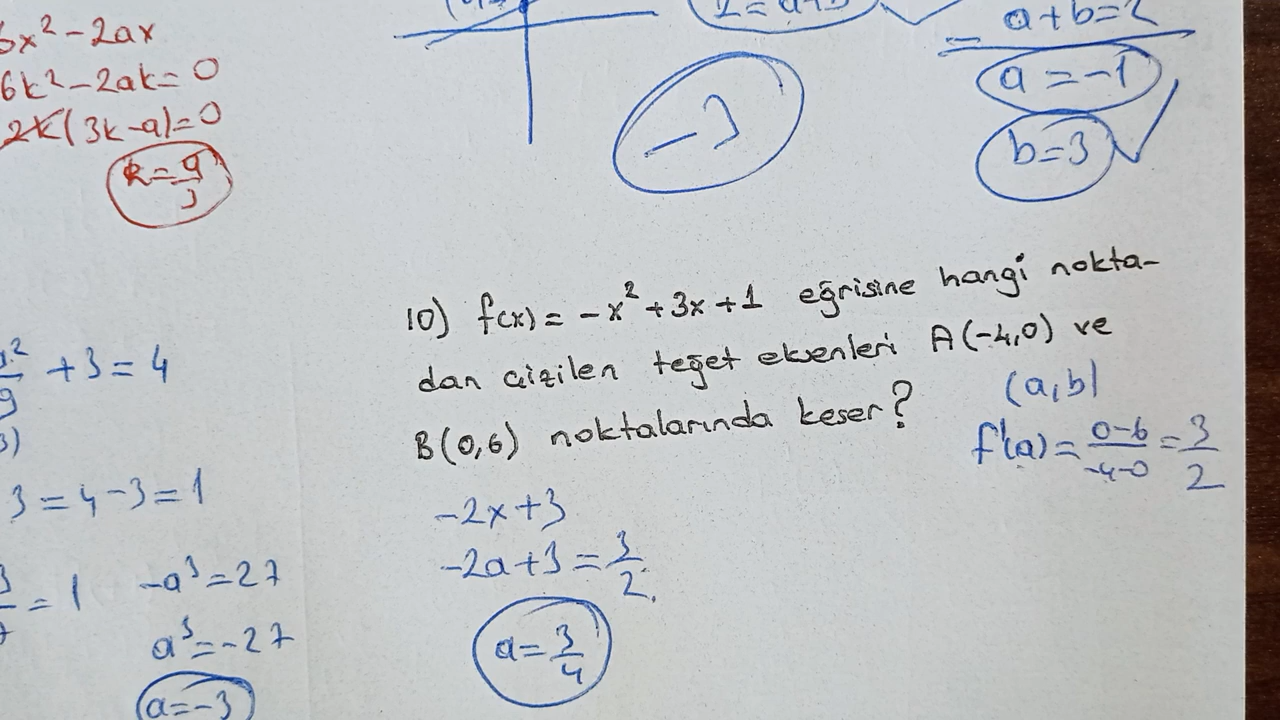 6x² - 2ax
6k² - 2ak = 0
2k(3k - a) = 0
k = a/3
a + b = 2
a = -1
b = 3
-3
+ 3 = 4
3 = 4 - 3 = 1
= 1
-a³ = 27
a³ = -27
a = -3
10) f(x) = -x² + 3x + 1 eğrisine hangi nokta-
dan çizilen teğet eksenleri A(-4,0) ve
B(0,6) noktalarında keser?
(a,b)
f'(a) = 0-6/-4-0 = 3/2
-2x + 3
-2a + 3 = 3/2
a = 3/4